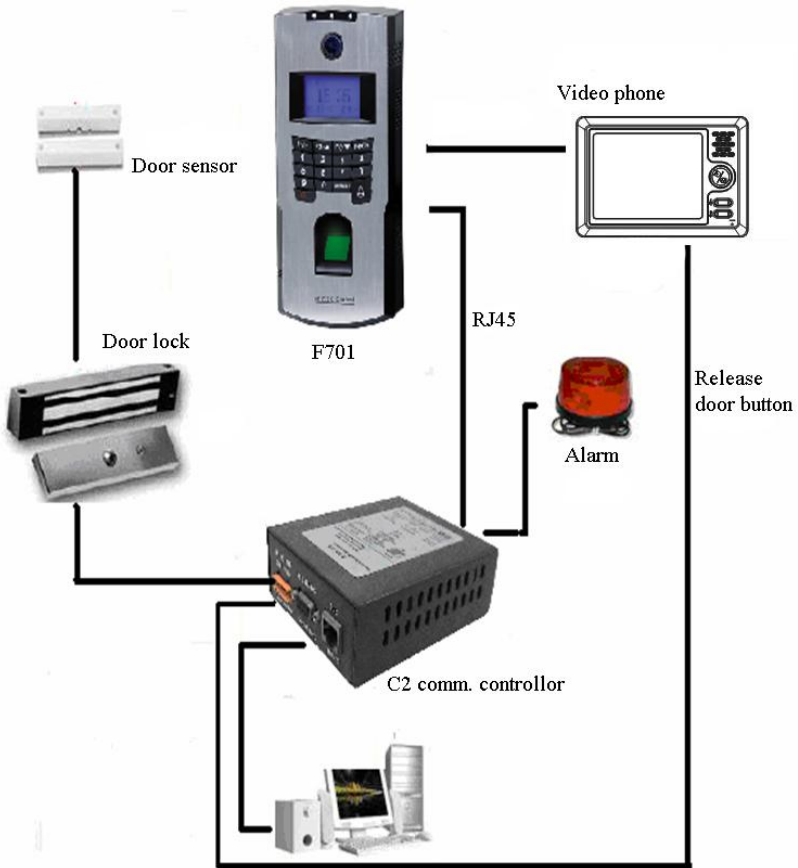 Video phone
Door sensor
Door lock
F701
RJ45
Release
door button
Alarm
C2 comm. controllor